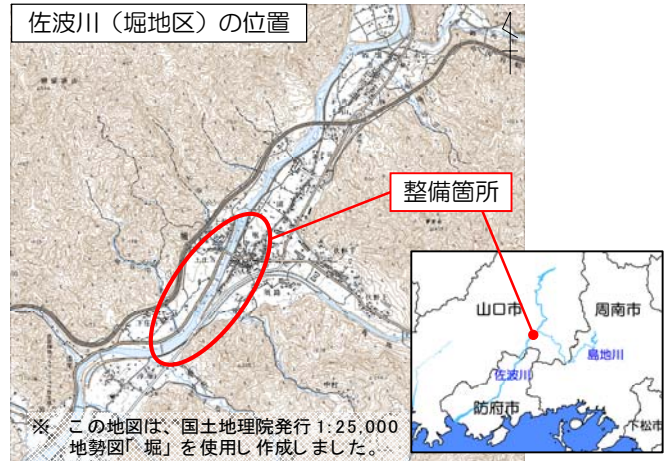 佐波川（堀地区）の位置
整備箇所
山口市
周南市
島地川
佐波川
防府市
下松市
※ この地図は、国土地理院発行1:25,000
地勢図「堀」を使用し作成しました。